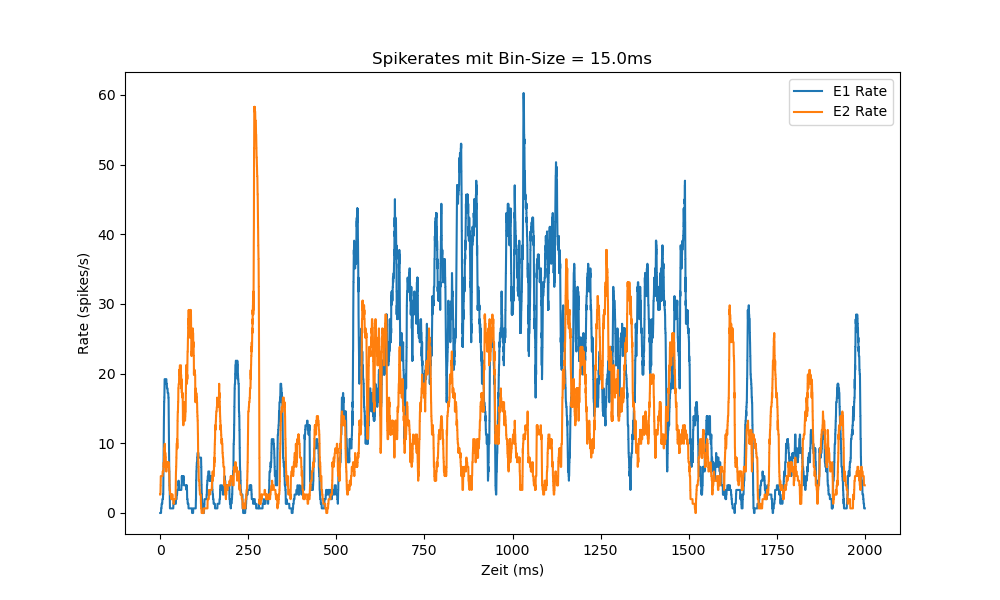 Spikerates mit Bin-Size = 15.0ms
E1 Rate
E2 Rate
Rate (spikes/s)
60
50
40
30
20
10
0
0 250 500 750 1000 1250 1500 1750 2000
Zeit (ms)